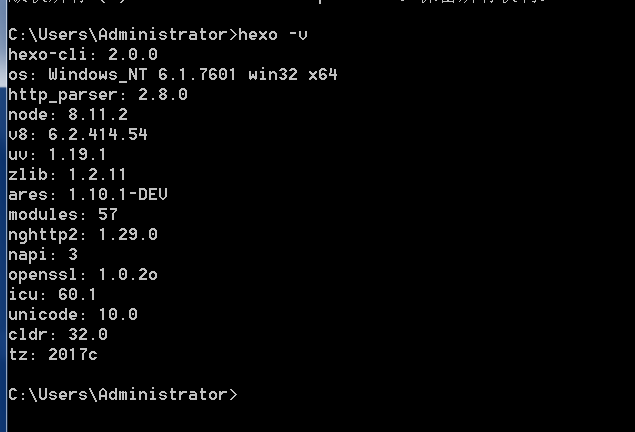 C:\Users\Administrator>hexo -v
hexo-cli: 2.0.0
os: Windows_NT 6.1.7601 win32 x64
http_parser: 2.8.0
node: 8.11.2
v8: 6.2.414.54
uv: 1.19.1
zlib: 1.2.11
ares: 1.10.1-DEV
modules: 57
nghttp2: 1.29.0
napi: 3
openssl: 1.0.2o
icu: 60.1
unicode: 10.0
cldr: 32.0
tz: 2017c
C:\Users\Administrator>